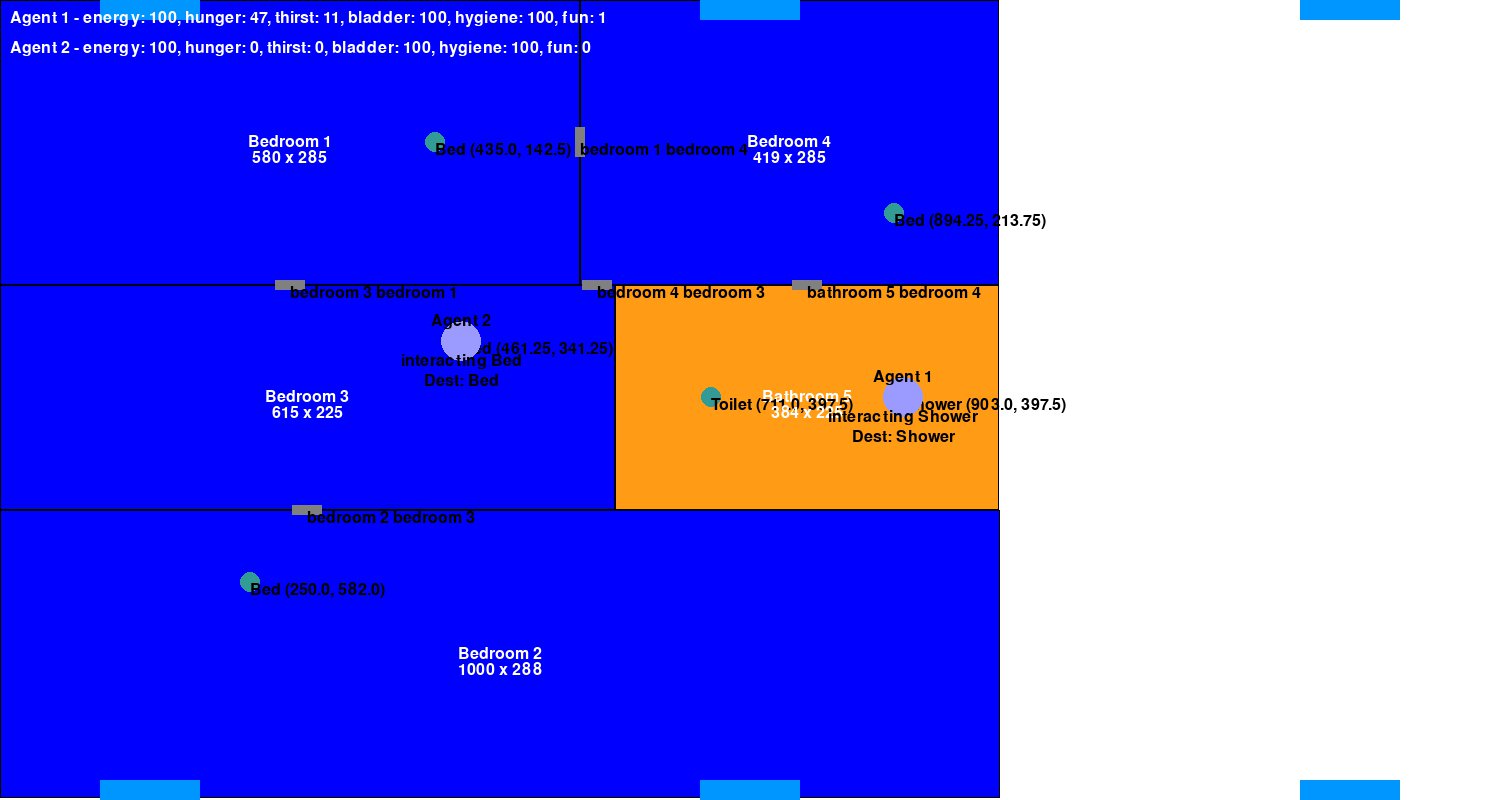 Agent 1 - energy: 100, hunger: 47, thirst: 11, bladder: 100, hygiene: 100, fun: 1
Agent 2 - energy: 100, hunger: 0, thirst: 0, bladder: 100, hygiene: 100, fun: 0
Bedroom 1
580 x 285
Bed (435.0, 142.5)
bedroom 1 bedroom 4
Bedroom 4
419 x 285
Bed (894.25, 213.75)
bedroom 3 bedroom 1
bedroom 4 bedroom 3
bathroom 5 bedroom 4
Agent 2
(461.25, 341.25)
interacting Bed
Dest: Bed
Bedroom 3
615 x 225
Agent 1
Bathroom 5
384 x 225
Toilet (711.0, 397.5)
(903.0, 397.5)
interacting Shower
Dest: Shower
bedroom 2 bedroom 3
Bed (250.0, 582.0)
Bedroom 2
1000 x 288